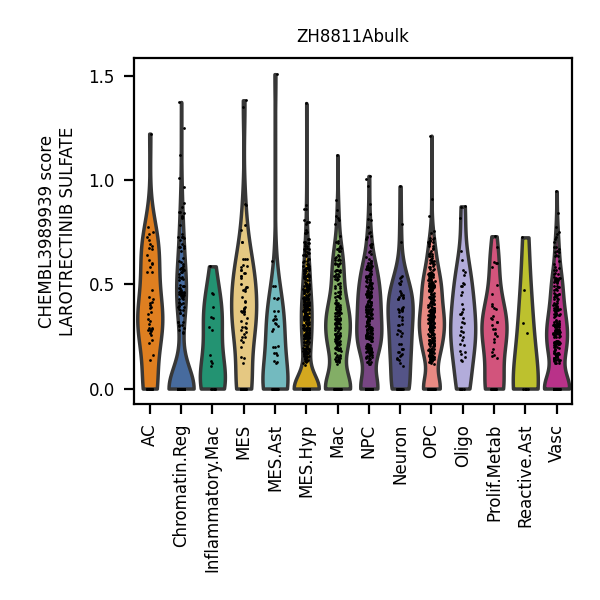 ZH8811Abulk
CHEMBL3989939 score
LAROTRECTINIB SULFATE
1.5
1.0
0.5
0.0
AC
Chromatin.Reg
Inflammatory.Mac
MES
MES.Ast
MES.Hyp
Mac
NPC
Neuron
OPC
Oligo
Prolif.Metab
Reactive.Ast
Vasc